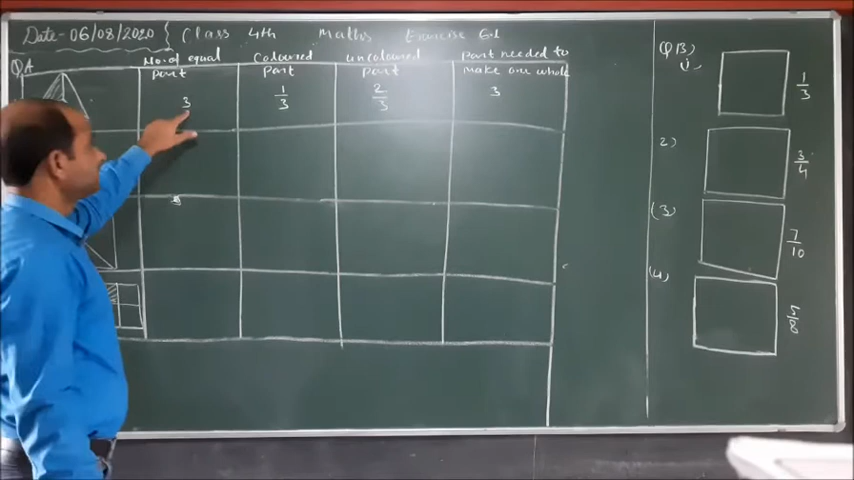 Date:- 06/08/2020 Class 4th Maths Exercise 6.1
QA No. of equal Part Coloured Part uncoloured Part Part needed to make one whole
3 1/3 2/3 3
QB) (i) 1/3
2) 3/4
(3) 7/10
(4) 5/8